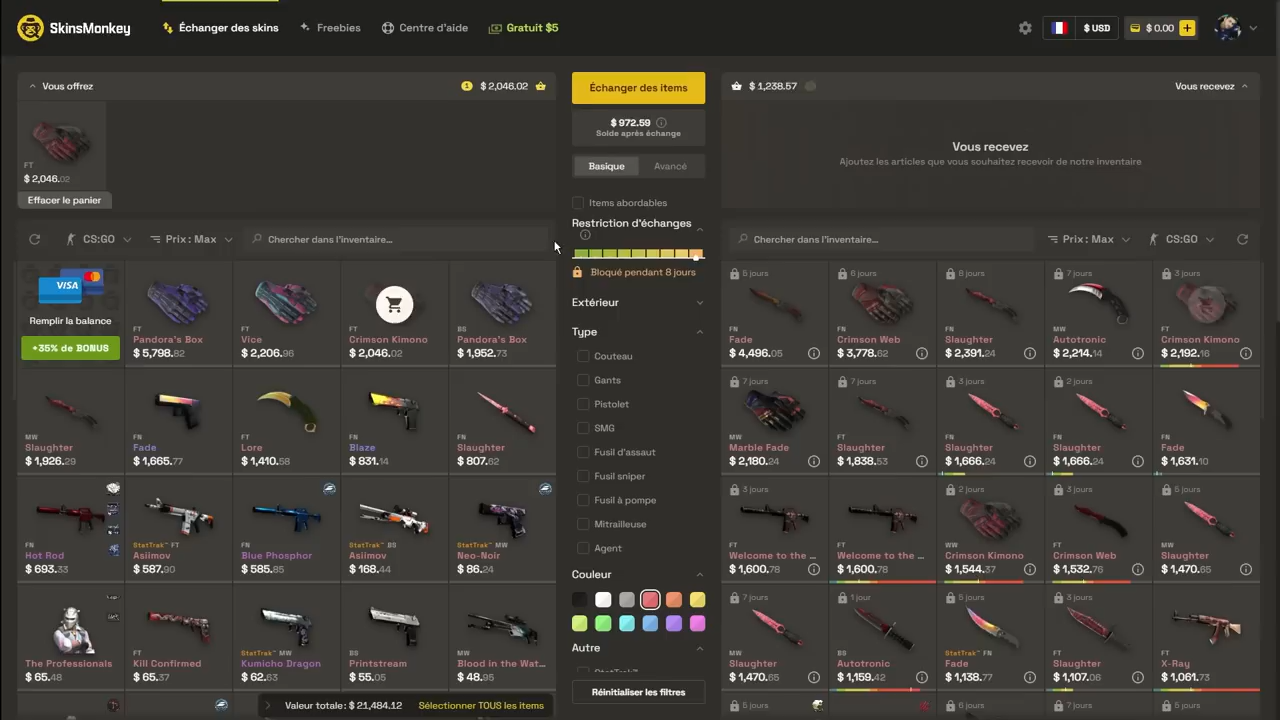 SkinsMonkey
Échanger des skins
Freebies
Centre d'aide
Gratuit $5
$ USD
$ 0.00
Vous offrez
1
$ 2,046.02
FT
$ 2,046.02
Effacer le panier
Échanger des items
$ 972.59
Solde après échange
Basique
Avancé
$ 1,238.57
Vous recevez
Vous recevez
Ajoutez les articles que vous souhaitez recevoir de notre inventaire
CS:GO
Prix : Max
Chercher dans l'inventaire...
VISA
Remplir la balance
+35% de BONUS
FT
Pandora's Box
$ 5,798.82
FT
Vice
$ 2,206.96
FT
Crimson Kimono
$ 2,046.02
BS
Pandora's Box
$ 1,952.73
MW
Slaughter
$ 1,926.29
FN
Fade
$ 1,665.77
FT
Lore
$ 1,410.58
FN
Blaze
$ 831.14
FN
Slaughter
$ 807.62
FN
Hot Rod
$ 693.33
StatTrak™ FT
Asiimov
$ 587.90
FN
Blue Phosphor
$ 585.85
StatTrak™ BS
Asiimov
$ 168.44
StatTrak™ MW
Neo-Noir
$ 86.24
The Professionals
$ 65.48
FT
Kill Confirmed
$ 65.37
StatTrak™ MW
Kumicho Dragon
$ 62.63
BS
Printstream
$ 55.05
MW
Blood in the Wat...
$ 48.95
Valeur totale: $ 21,484.12
Sélectionner TOUS les items
Items abordables
Restriction d'échanges
Bloqué pendant 8 jours
Extérieur
Type
Couteau
Gants
Pistolet
SMG
Fusil d'assaut
Fusil sniper
Fusil à pompe
Mitrailleuse
Agent
Couleur
Autre
StatTrak™
Réinitialiser les filtres
Chercher dans l'inventaire...
Prix : Max
CS:GO
5 jours
FN
Fade
$ 4,496.05
6 jours
FN
Crimson Web
$ 3,778.62
8 jours
FN
Slaughter
$ 2,391.24
7 jours
MW
Autotronic
$ 2,214.14
3 jours
FT
Crimson Kimono
$ 2,192.16
7 jours
MW
Marble Fade
$ 2,180.24
7 jours
FT
Slaughter
$ 1,838.53
3 jours
FN
Slaughter
$ 1,666.24
2 jours
FN
Slaughter
$ 1,666.24
FN
Fade
$ 1,631.10
3 jours
FT
Welcome to the ...
$ 1,600.78
FT
Welcome to the ...
$ 1,600.78
2 jours
WW
Crimson Kimono
$ 1,544.37
3 jours
FT
Crimson Web
$ 1,532.76
5 jours
MW
Slaughter
$ 1,470.65
7 jours
MW
Slaughter
$ 1,470.65
1 jour
BS
Autotronic
$ 1,159.42
5 jours
StatTrak™ FN
Fade
$ 1,138.77
3 jours
FT
Slaughter
$ 1,107.06
FT
X-Ray
$ 1,061.73
5 jours
5 jours
6 jours
7 jours
5 jours